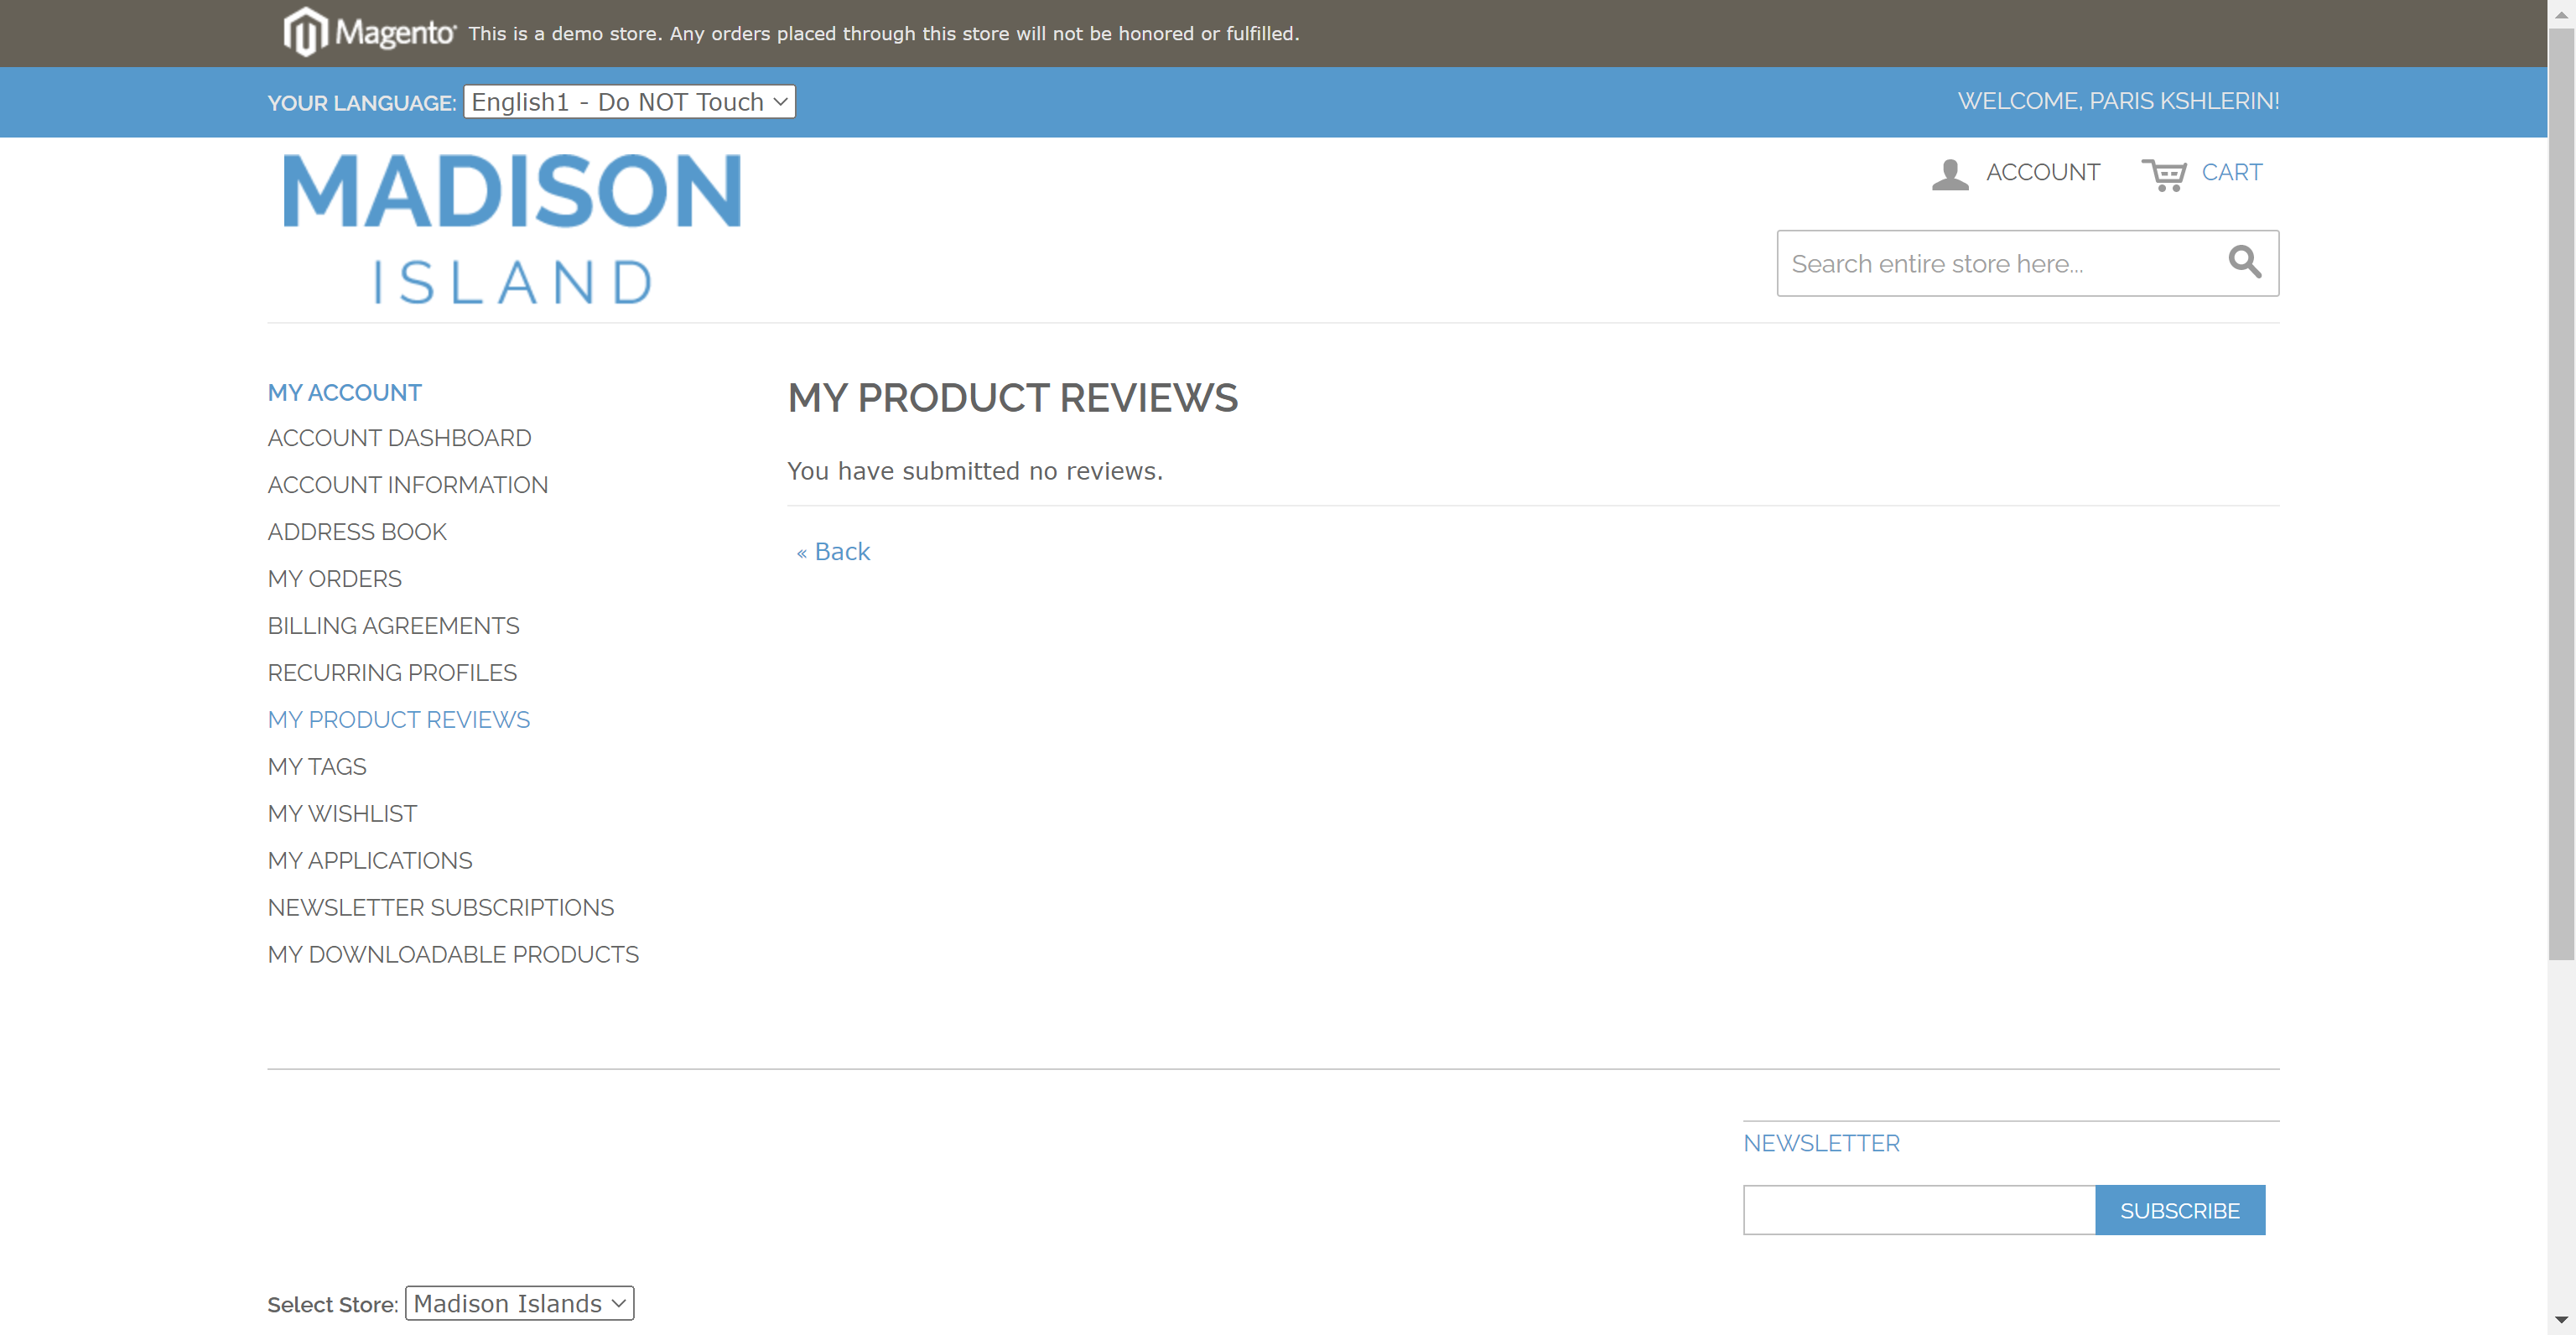 Magento® This is a demo store. Any orders placed through this store will not be honored or fulfilled.
YOUR LANGUAGE: English1 - Do NOT Touch
WELCOME, PARIS KSHLERIN!
MADISON
ISLAND
ACCOUNT
CART
Search entire store here...
MY ACCOUNT
ACCOUNT DASHBOARD
ACCOUNT INFORMATION
ADDRESS BOOK
MY ORDERS
BILLING AGREEMENTS
RECURRING PROFILES
MY PRODUCT REVIEWS
MY TAGS
MY WISHLIST
MY APPLICATIONS
NEWSLETTER SUBSCRIPTIONS
MY DOWNLOADABLE PRODUCTS
MY PRODUCT REVIEWS
You have submitted no reviews.
« Back
NEWSLETTER
SUBSCRIBE
Select Store: Madison Islands